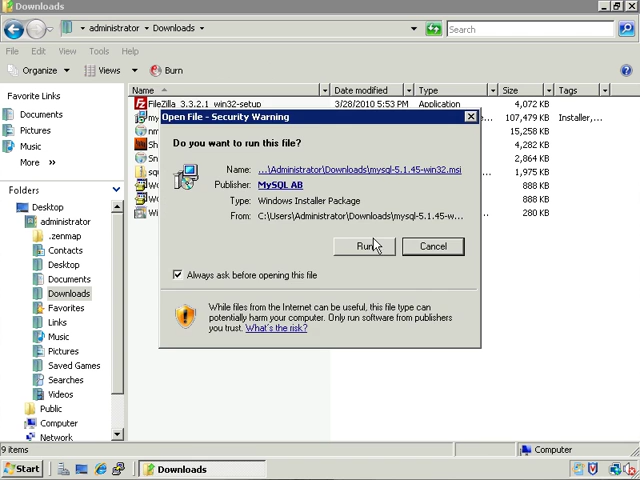 Downloads
administrator ▸ Downloads ▸
Search
File Edit View Tools Help
Organize Views Burn
Favorite Links
Documents
Pictures
Music
More »
Folders
Desktop
administrator
.zenmap
Contacts
Desktop
Documents
Downloads
Favorites
Links
Music
Pictures
Saved Games
Searches
Videos
Public
Computer
Network
Name Date modified Type Size Tags
FileZilla_3.3.2.1_win32-setup 3/28/2010 5:53 PM Application 4,072 KB
my e... 107,479 KB Installer,...
nm 15,258 KB
Sh 4,282 KB
Sn 2,864 KB
squ 1,975 KB
888 KB
888 KB
Wi 280 KB
Open File - Security Warning
Do you want to run this file?
Name: ...\Administrator\Downloads\mysql-5.1.45-win32.msi
Publisher: MySQL AB
Type: Windows Installer Package
From: C:\Users\Administrator\Downloads\mysql-5.1.45-w...
Run Cancel
Always ask before opening this file
While files from the Internet can be useful, this file type can
potentially harm your computer. Only run software from publishers
you trust. What's the risk?
9 items Computer
Start Downloads